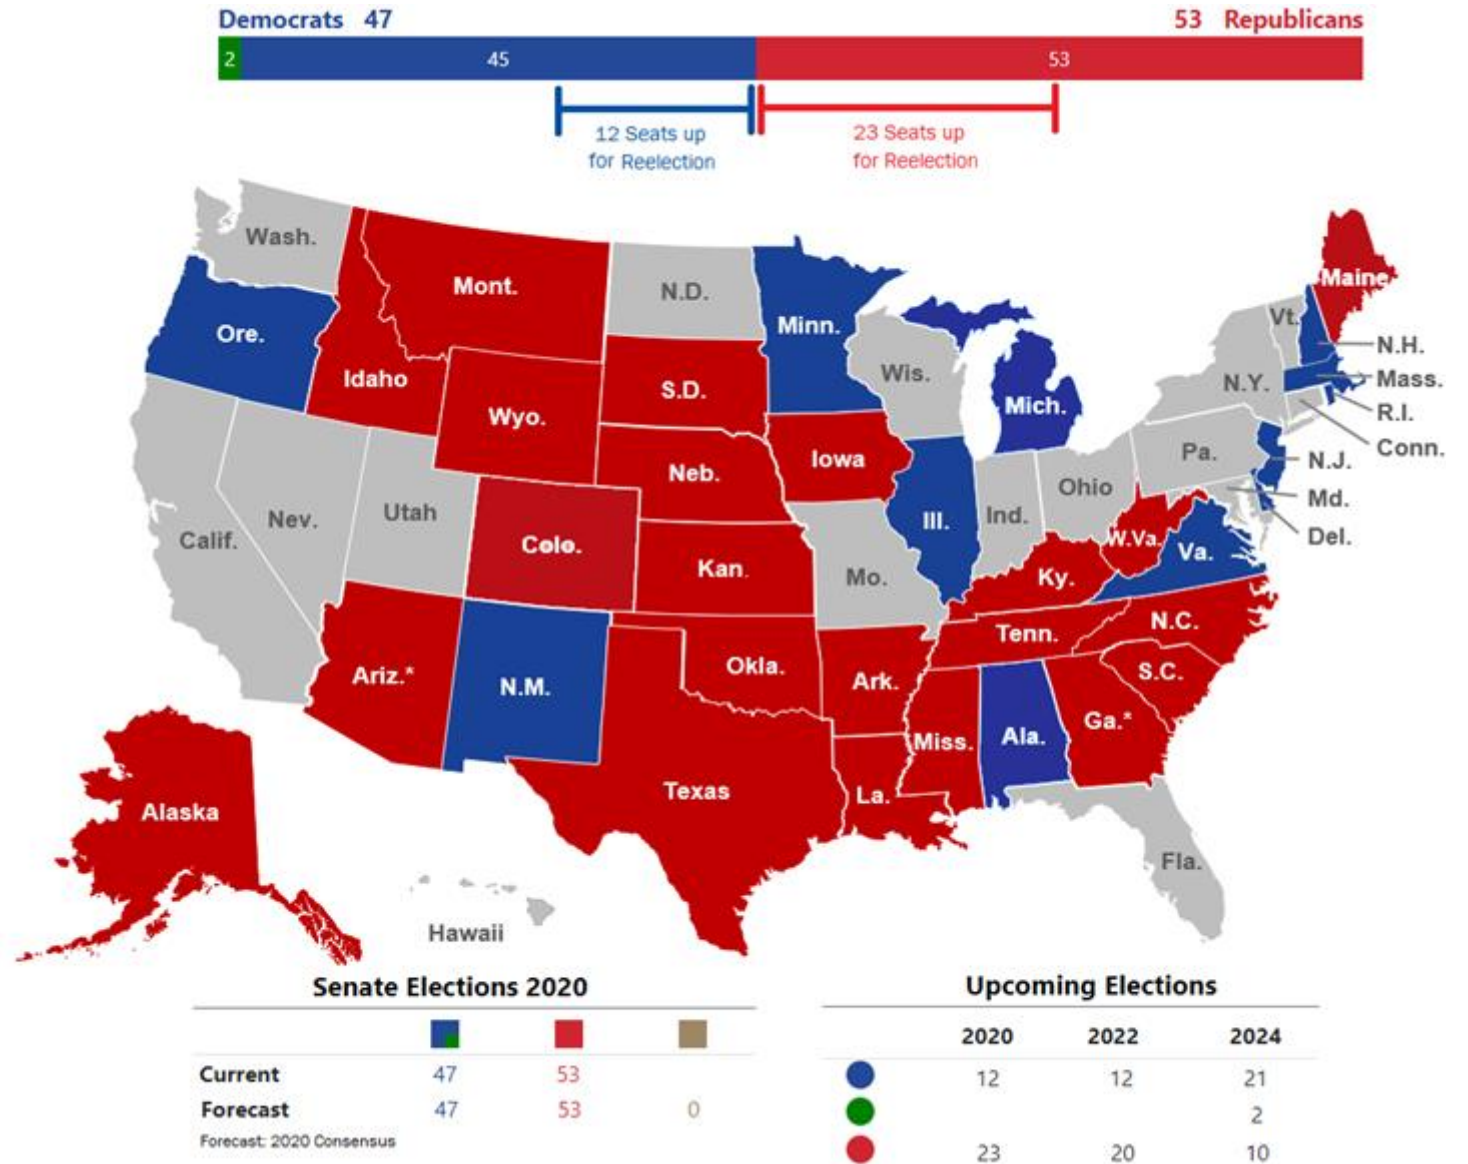 Democrats 47
53 Republicans
2 45 53
12 Seats up
for Reelection
23 Seats up
for Reelection
Wash.
Mont.
N.D.
Minn.
Maine
Vt.
Ore.
Idaho
Wyo.
S.D.
Wis.
Mich.
N.Y.
N.H.
Mass.
R.I.
Conn.
Neb.
Iowa
Pa.
N.J.
Md.
Del.
Calif.
Nev.
Utah
Colo.
Kan.
Mo.
Ill.
Ind.
Ohio
W.Va.
Va.
Ky.
Ariz.*
N.M.
Okla.
Ark.
Tenn.
N.C.
S.C.
Texas
La.
Miss.
Ala.
Ga.*
Fla.
Alaska
Hawaii
Senate Elections 2020
Current 47 53
Forecast 47 53 0
Forecast: 2020 Consensus
Upcoming Elections
2020 2022 2024
12 12 21
2
23 20 10